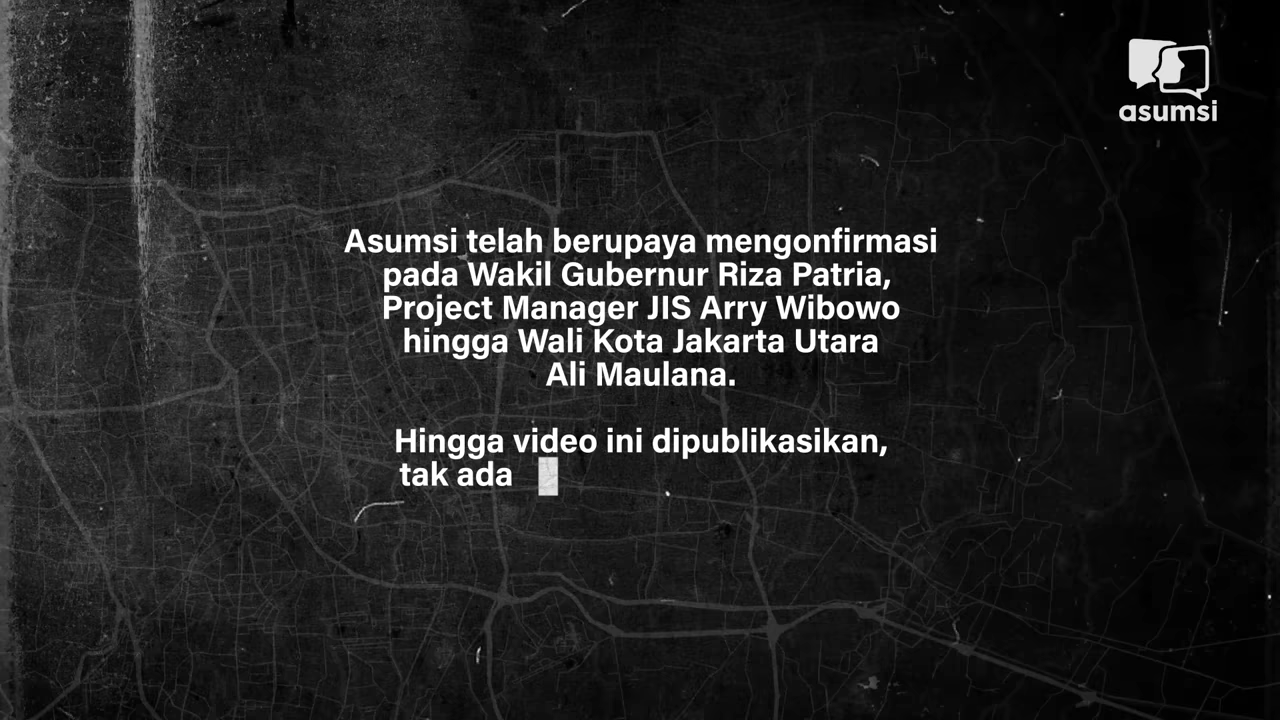 asumsi
Asumsi telah berupaya mengonfirmasi
pada Wakil Gubernur Riza Patria,
Project Manager JIS Arry Wibowo
hingga Wali Kota Jakarta Utara
Ali Maulana.
Hingga video ini dipublikasikan,
tak ada